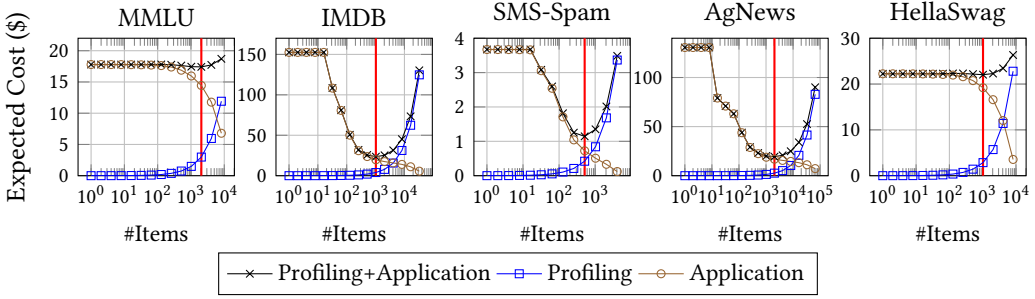 MMLU
IMDB
SMS-Spam
AgNews
HellaSwag
Expected Cost ($)
20
15
10
5
0
10^0 10^1 10^2 10^3 10^4
#Items
150
100
50
0
10^0 10^1 10^2 10^3 10^4
#Items
4
3
2
1
0
10^0 10^1 10^2 10^3
#Items
100
50
0
10^0 10^1 10^2 10^3 10^4 10^5
#Items
30
20
10
0
10^0 10^1 10^2 10^3 10^4
#Items
Profiling+Application Profiling Application